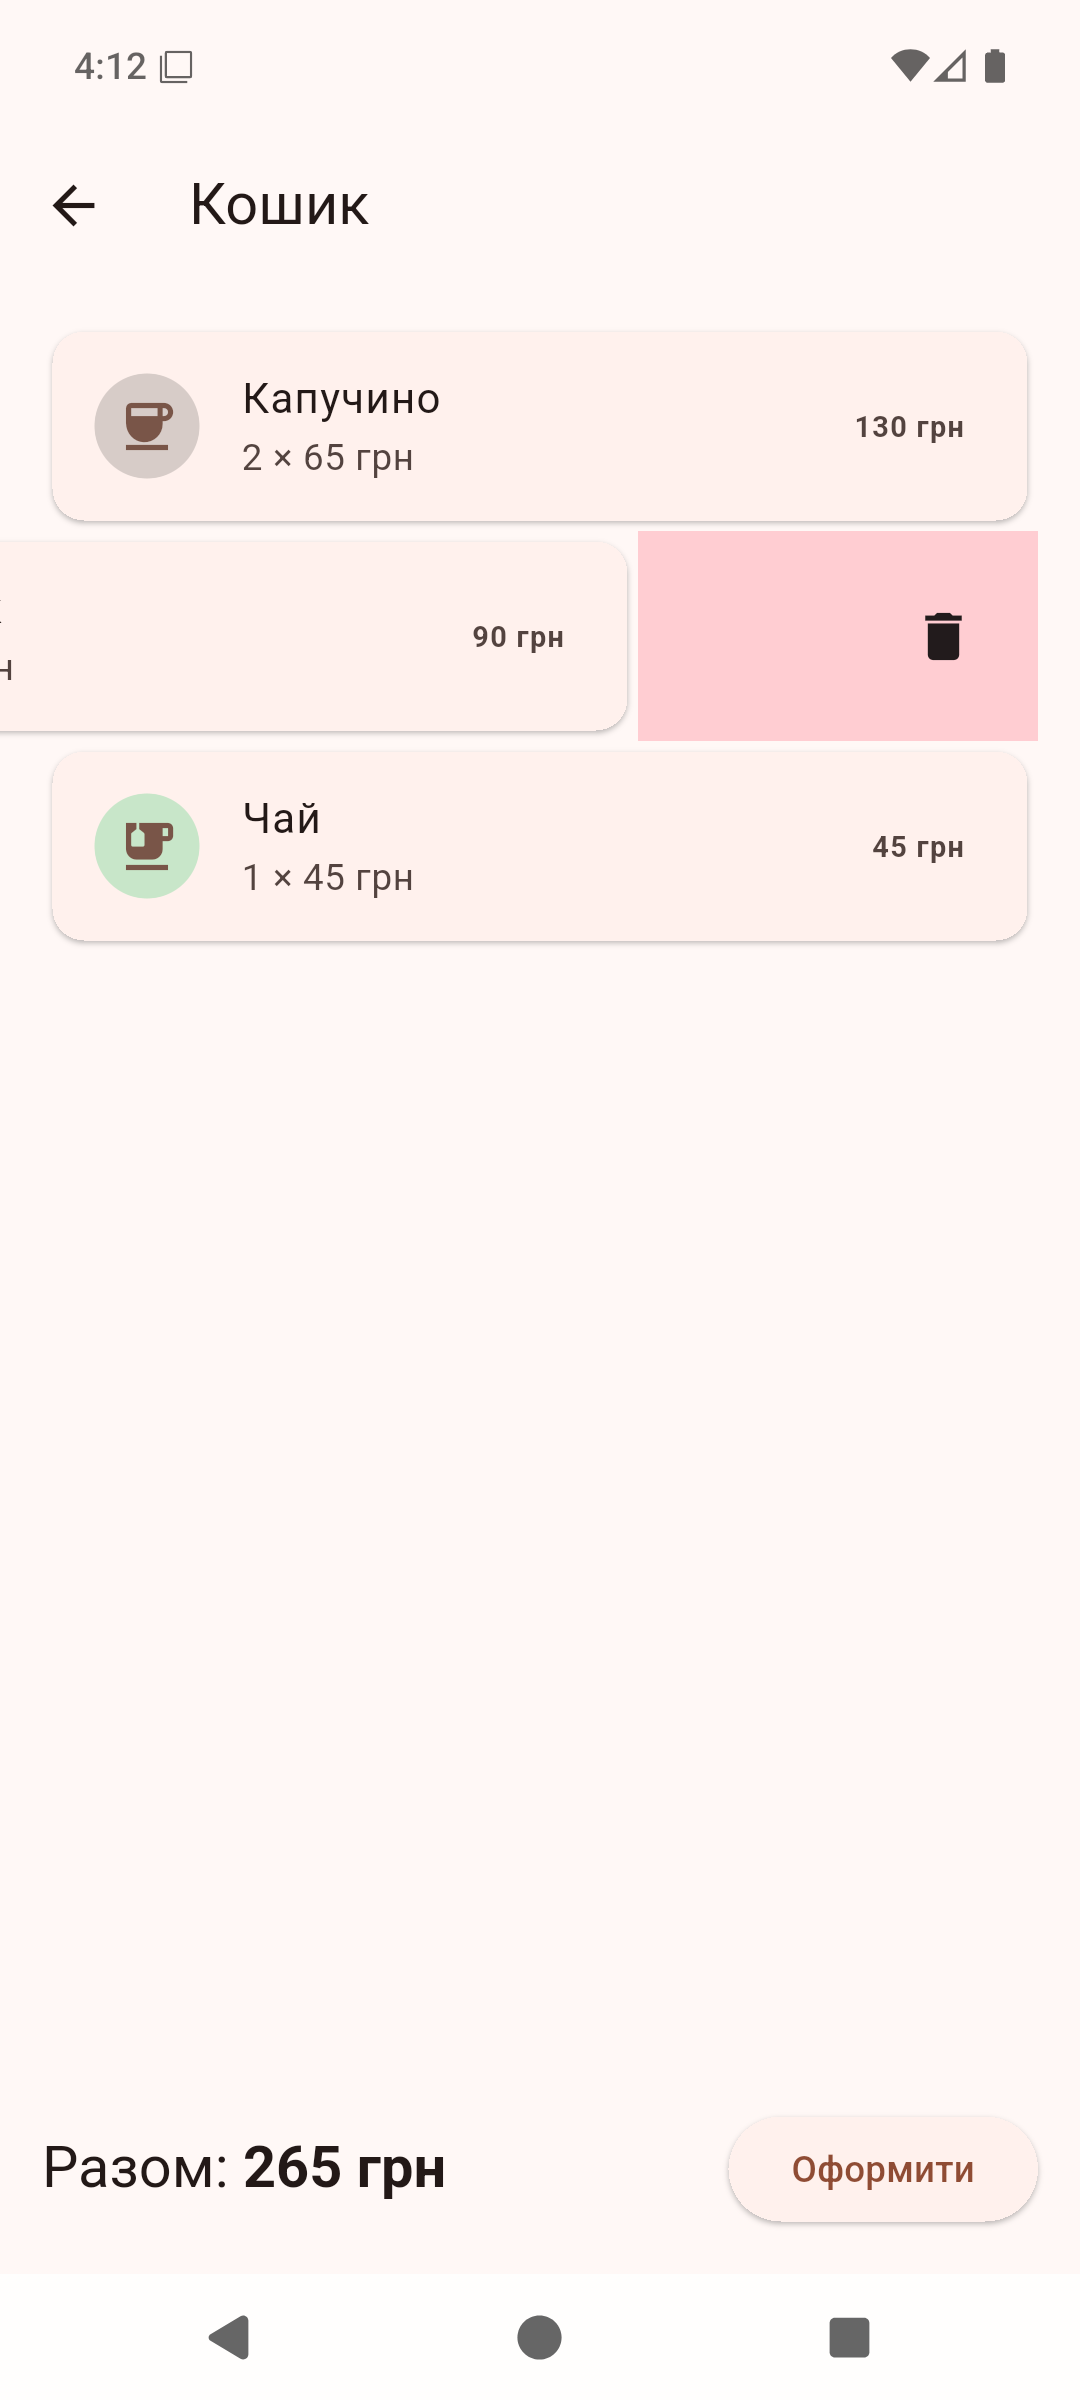 4:12
Кошик
Капучино
2 × 65 грн
130 грн
90 грн
Чай
1 × 45 грн
45 грн
Разом: 265 грн
Оформити